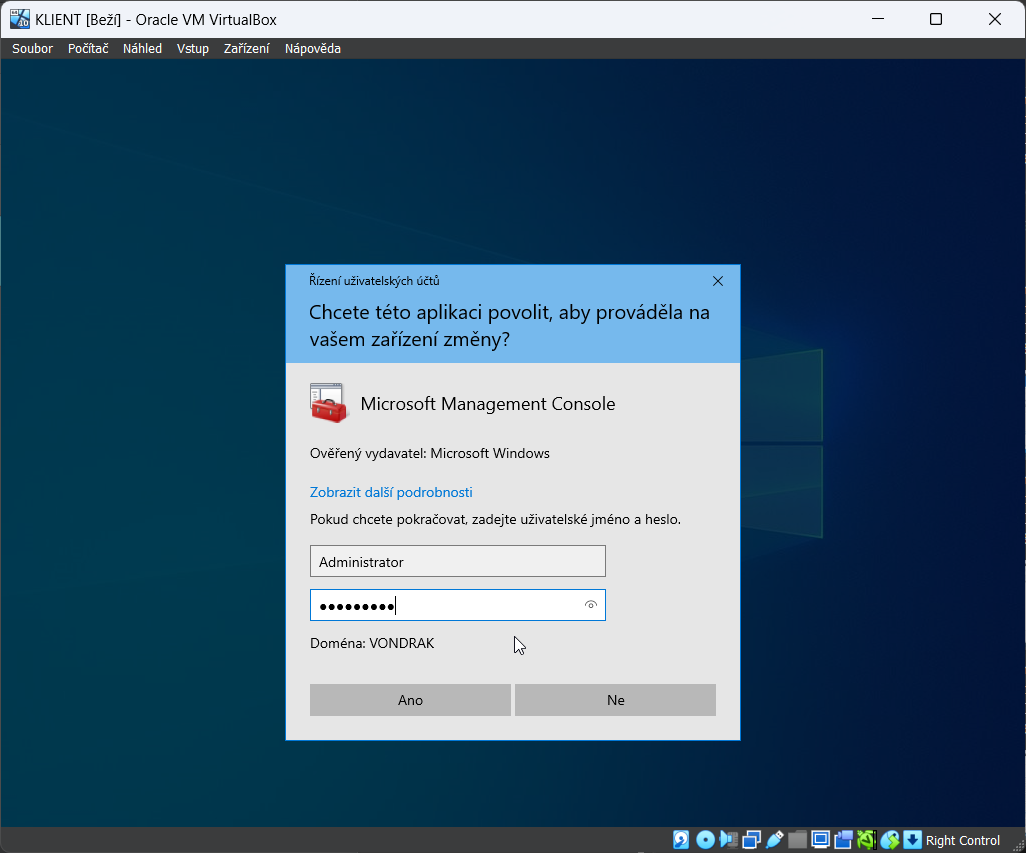 KLIENT [Beží] - Oracle VM VirtualBox
Soubor Počítač Náhled Vstup Zařízení Nápověda
Řízení uživatelských účtů
Chcete této aplikaci povolit, aby prováděla na
vašem zařízení změny?
Microsoft Management Console
Ověřený vydavatel: Microsoft Windows
Zobrazit další podrobnosti
Pokud chcete pokračovat, zadejte uživatelské jméno a heslo.
Administrator
●●●●●●●●●
Doména: VONDRAK
Ano Ne
Right Control